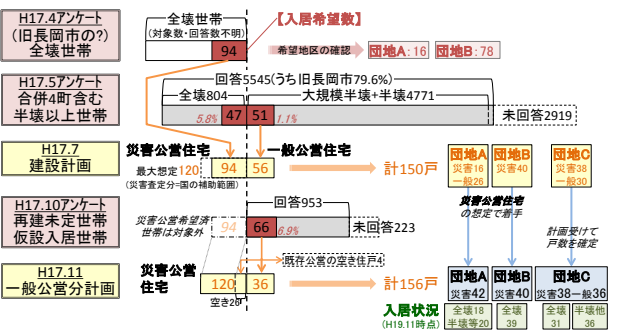 H17.4アンケート
(旧長岡市の?)
全壊世帯
全壊世帯
(対象数・回答数不明)
94
【入居希望数】
希望地区の確認
団地A:16
団地B:78
H17.5アンケート
合併4町含む
半壊以上世帯
回答5545(うち旧長岡市79.6%)
全壊804
大規模半壊+半壊4771
5.8%
47
51
1.1%
未回答2919
H17.7
建設計画
災害公営住宅
一般公営住宅
最大想定120
(災害査定分=国の補助範囲)
94
56
計150戸
団地A
災害16
一般26
団地B
災害40
団地C
災害38
一般30
災害公営住宅
の想定で着手
計画受けて
戸数を確定
H17.10アンケート
再建未定世帯
仮設入居世帯
災害公営希望済
世帯は対象外
回答953
94
66
6.9%
未回答223
既存公営の空き住戸4
H17.11
一般公営分計画
災害公営
住宅
120
36
空き26
計156戸
団地A
災害42
団地B
災害40
団地C
災害38一般36
入居状況
(H19.11時点)
全壊18
半壊等20
全壊
39
全壊
31
半壊他
36